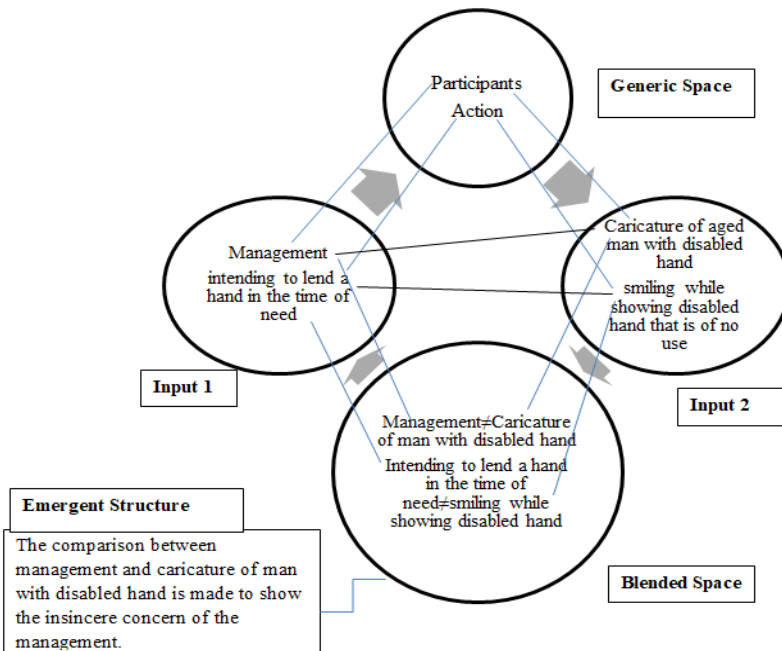 Participants
Action
Generic Space
Management
intending to lend a
hand in the time of
need
Caricature of aged
man with disabled
hand
smiling while
showing disabled
hand that is of no
use
Input 1
Input 2
Management≠Caricature
of man with disabled hand
Intending to lend a hand
in the time of
need≠smiling while
showing disabled hand
Emergent Structure
The comparison between
management and caricature of man
with disabled hand is made to show
the insincere concern of the
management.
Blended Space